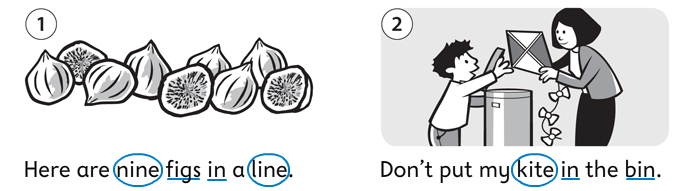 1
Here are nine figs in a line.
2
Don't put my kite in the bin.